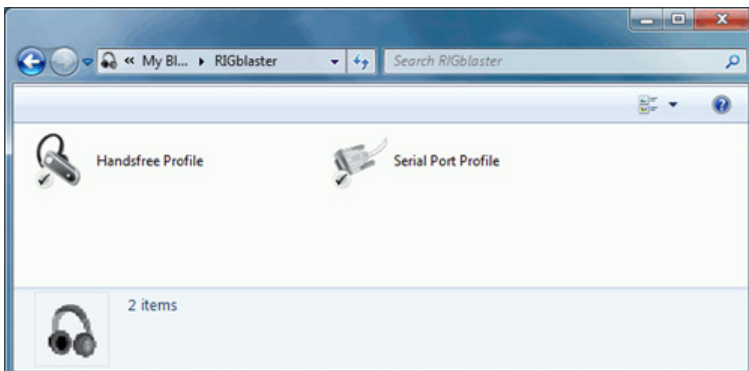 « My Bl... RIGblaster Search RIGblaster
Handsfree Profile Serial Port Profile
2 items